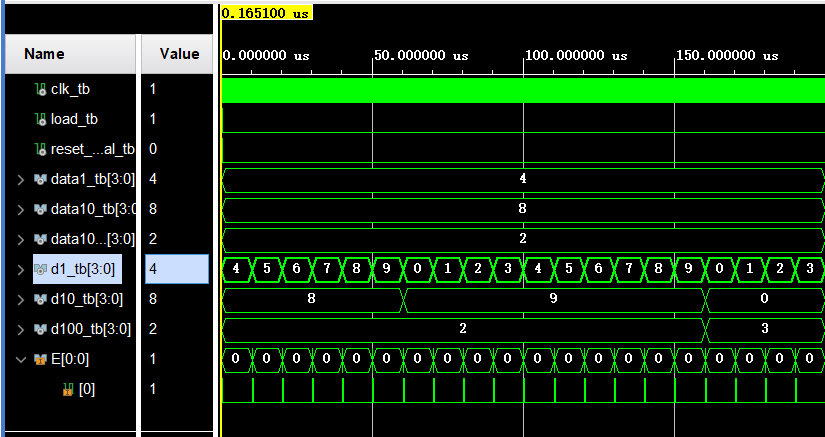 0.165100 us
Name Value
0.000000 us 50.000000 us 100.000000 us 150.000000 us
clk_tb 1
load_tb 1
reset_...al_tb 0
data1_tb[3:0] 4 4
data10_tb[3:0] 8 8
data10...[3:0] 2 2
d1_tb[3:0] 4 4 5 6 7 8 9 0 1 2 3 4 5 6 7 8 9 0 1 2 3
d10_tb[3:0] 8 8 9 0
d100_tb[3:0] 2 2 3
E[0:0] 1 0 0 0 0 0 0 0 0 0 0 0 0 0 0 0 0 0 0 0 0
[0] 1